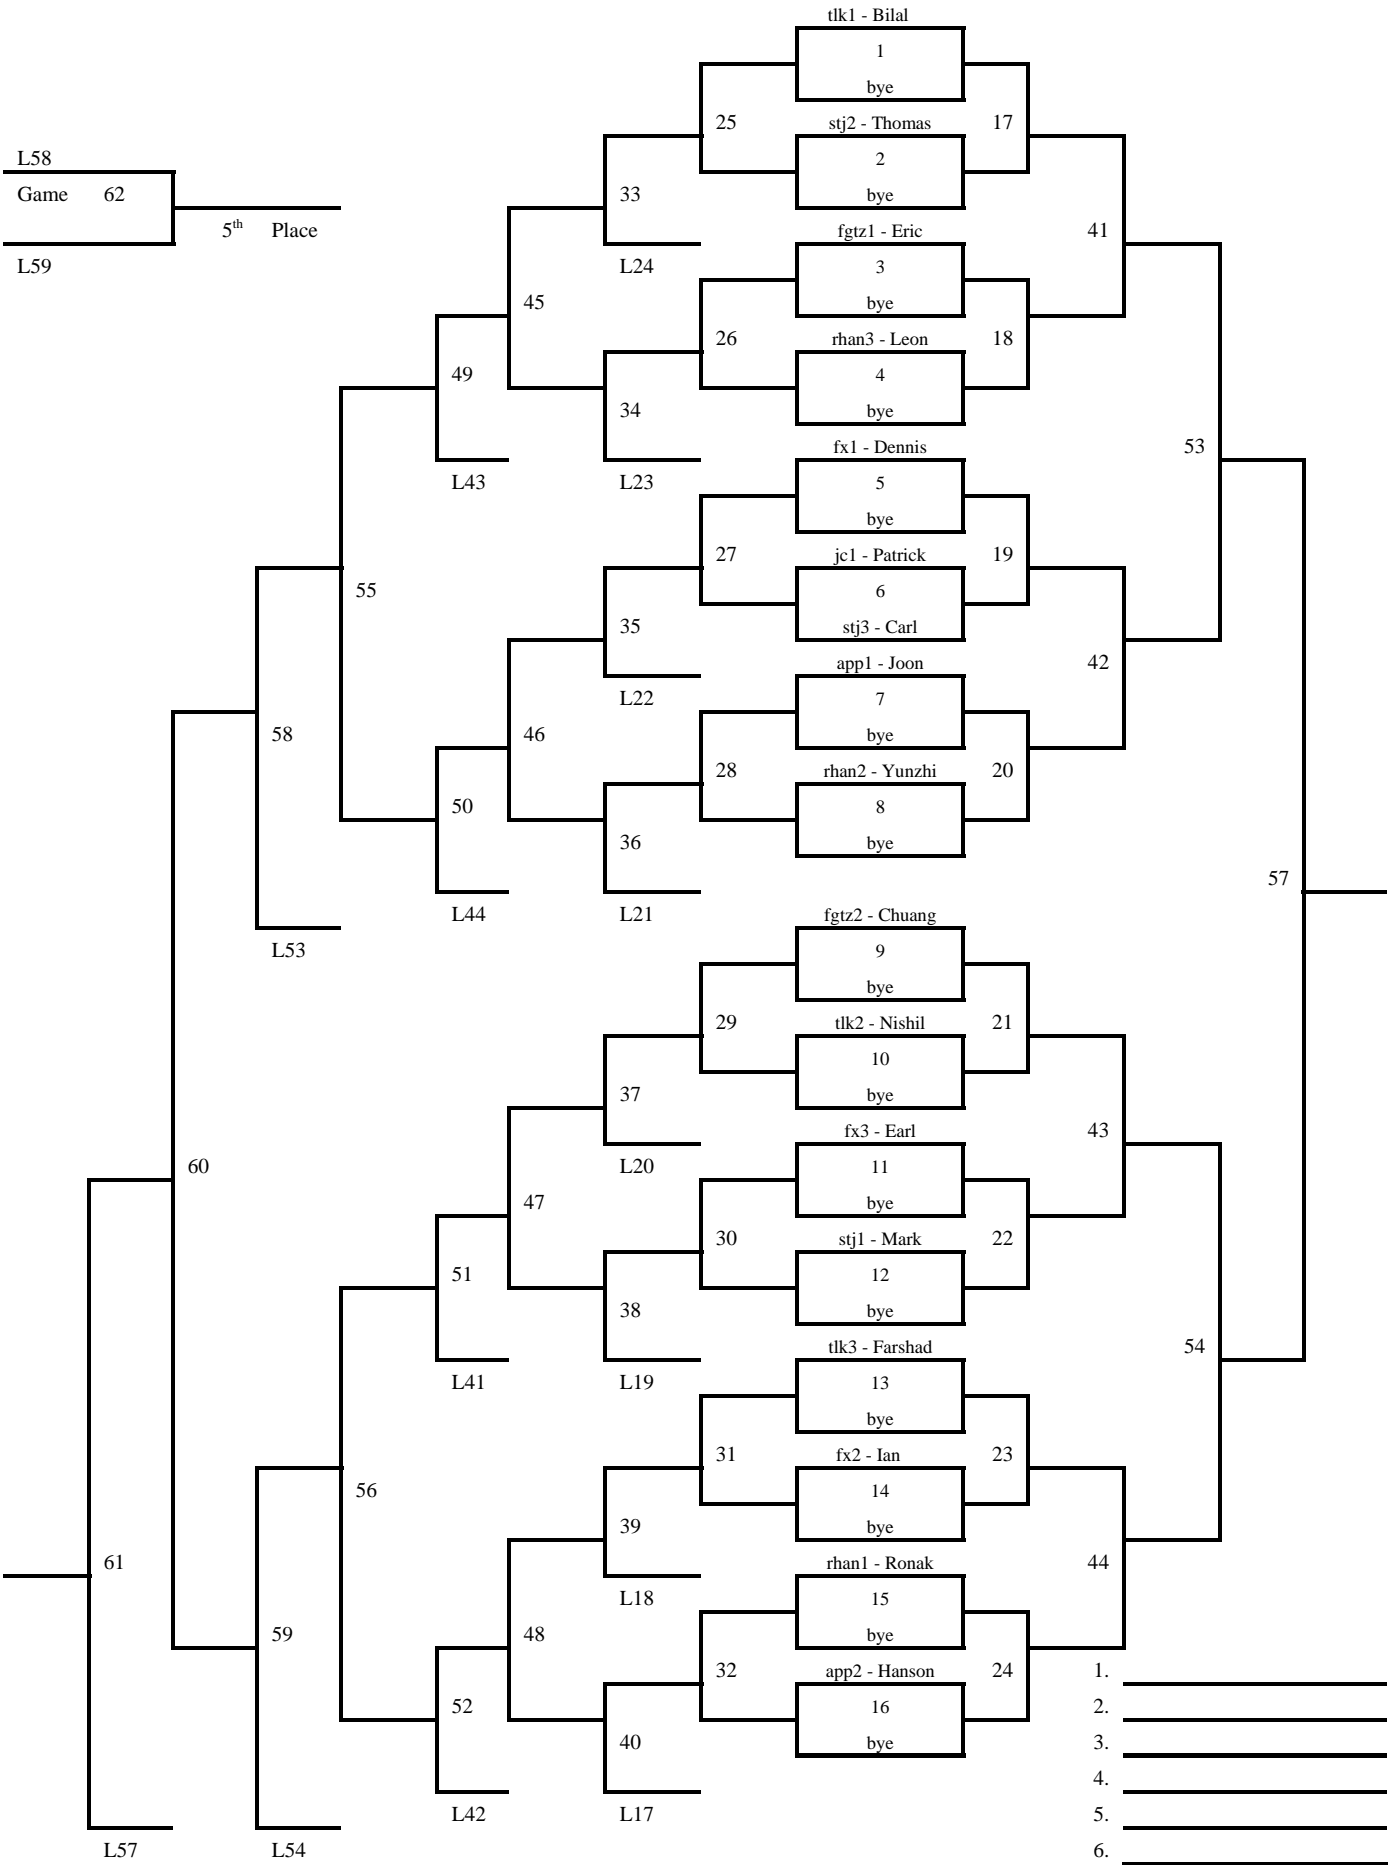 tlk1 - Bilal
1
bye
25
stj2 - Thomas
17
L58
2
Game 62
33
bye
5th Place
fgtz1 - Eric
41
L59
L24
3
45
bye
26
rhan3 - Leon
18
49
4
34
bye
fx1 - Dennis
53
L43
L23
5
bye
27
jc1 - Patrick
19
55
6
35
stj3 - Carl
app1 - Joon
42
L22
7
58
46
bye
28
rhan2 - Yunzhi
20
50
8
36
bye
57
L44
L21
fgtz2 - Chuang
L53
9
bye
29
tlk2 - Nishil
21
10
37
bye
fx3 - Earl
43
60
L20
11
47
bye
30
stj1 - Mark
22
51
12
38
bye
tlk3 - Farshad
54
L41
L19
13
bye
31
fx2 - Ian
23
56
14
39
bye
61
rhan1 - Ronak
44
L18
15
59
48
bye
32
app2 - Hanson
24
1.
52
16
2.
40
bye
3.
4.
L42
L17
5.
L57
L54
6.